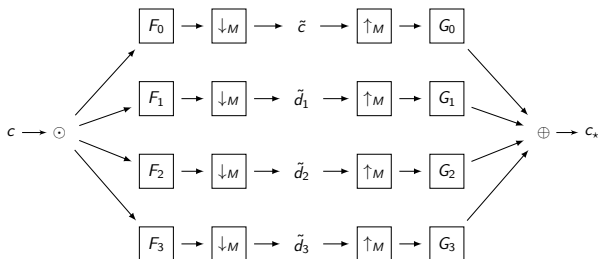 F₀ ↓M c̃ ↑M G₀
F₁ ↓M d̃₁ ↑M G₁
c ⊙ ⊕ c⋆
F₂ ↓M d̃₂ ↑M G₂
F₃ ↓M d̃₃ ↑M G₃